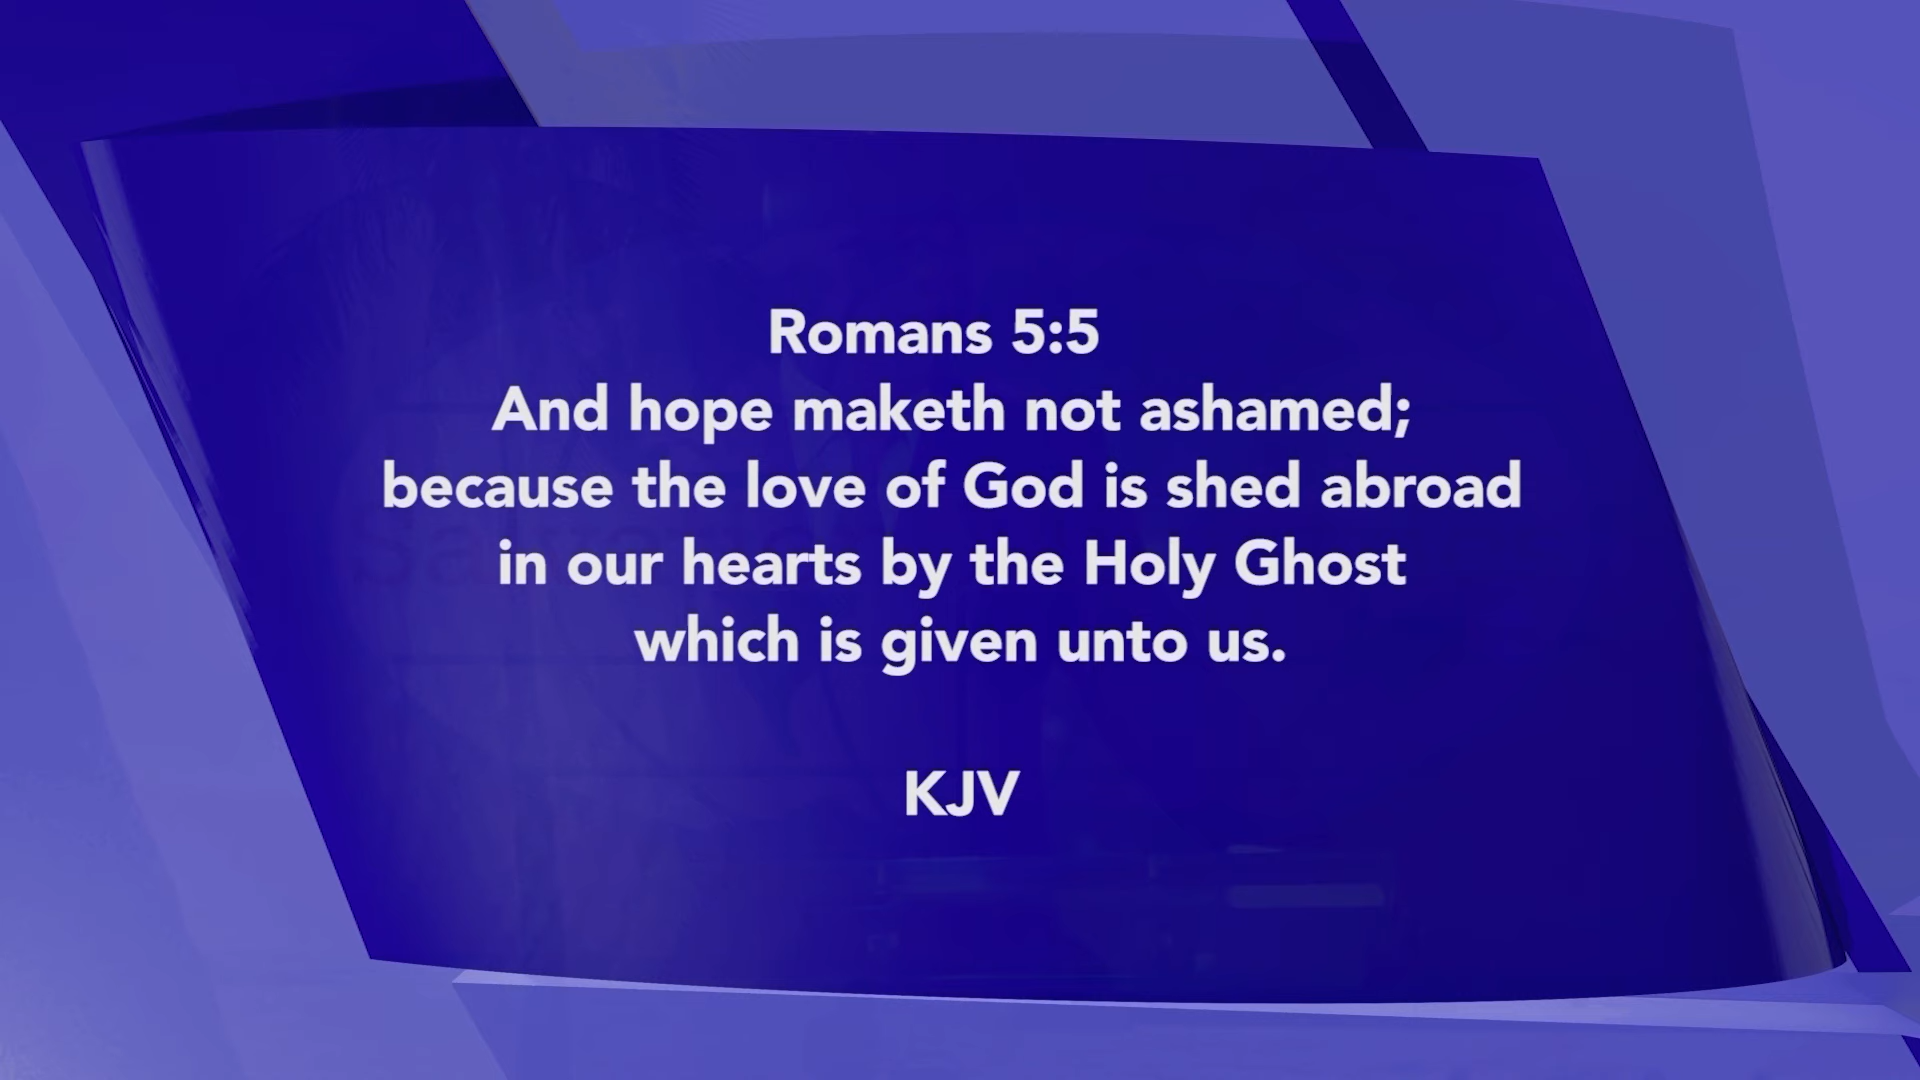 Romans 5:5
And hope maketh not ashamed;
because the love of God is shed abroad
in our hearts by the Holy Ghost
which is given unto us.
KJV